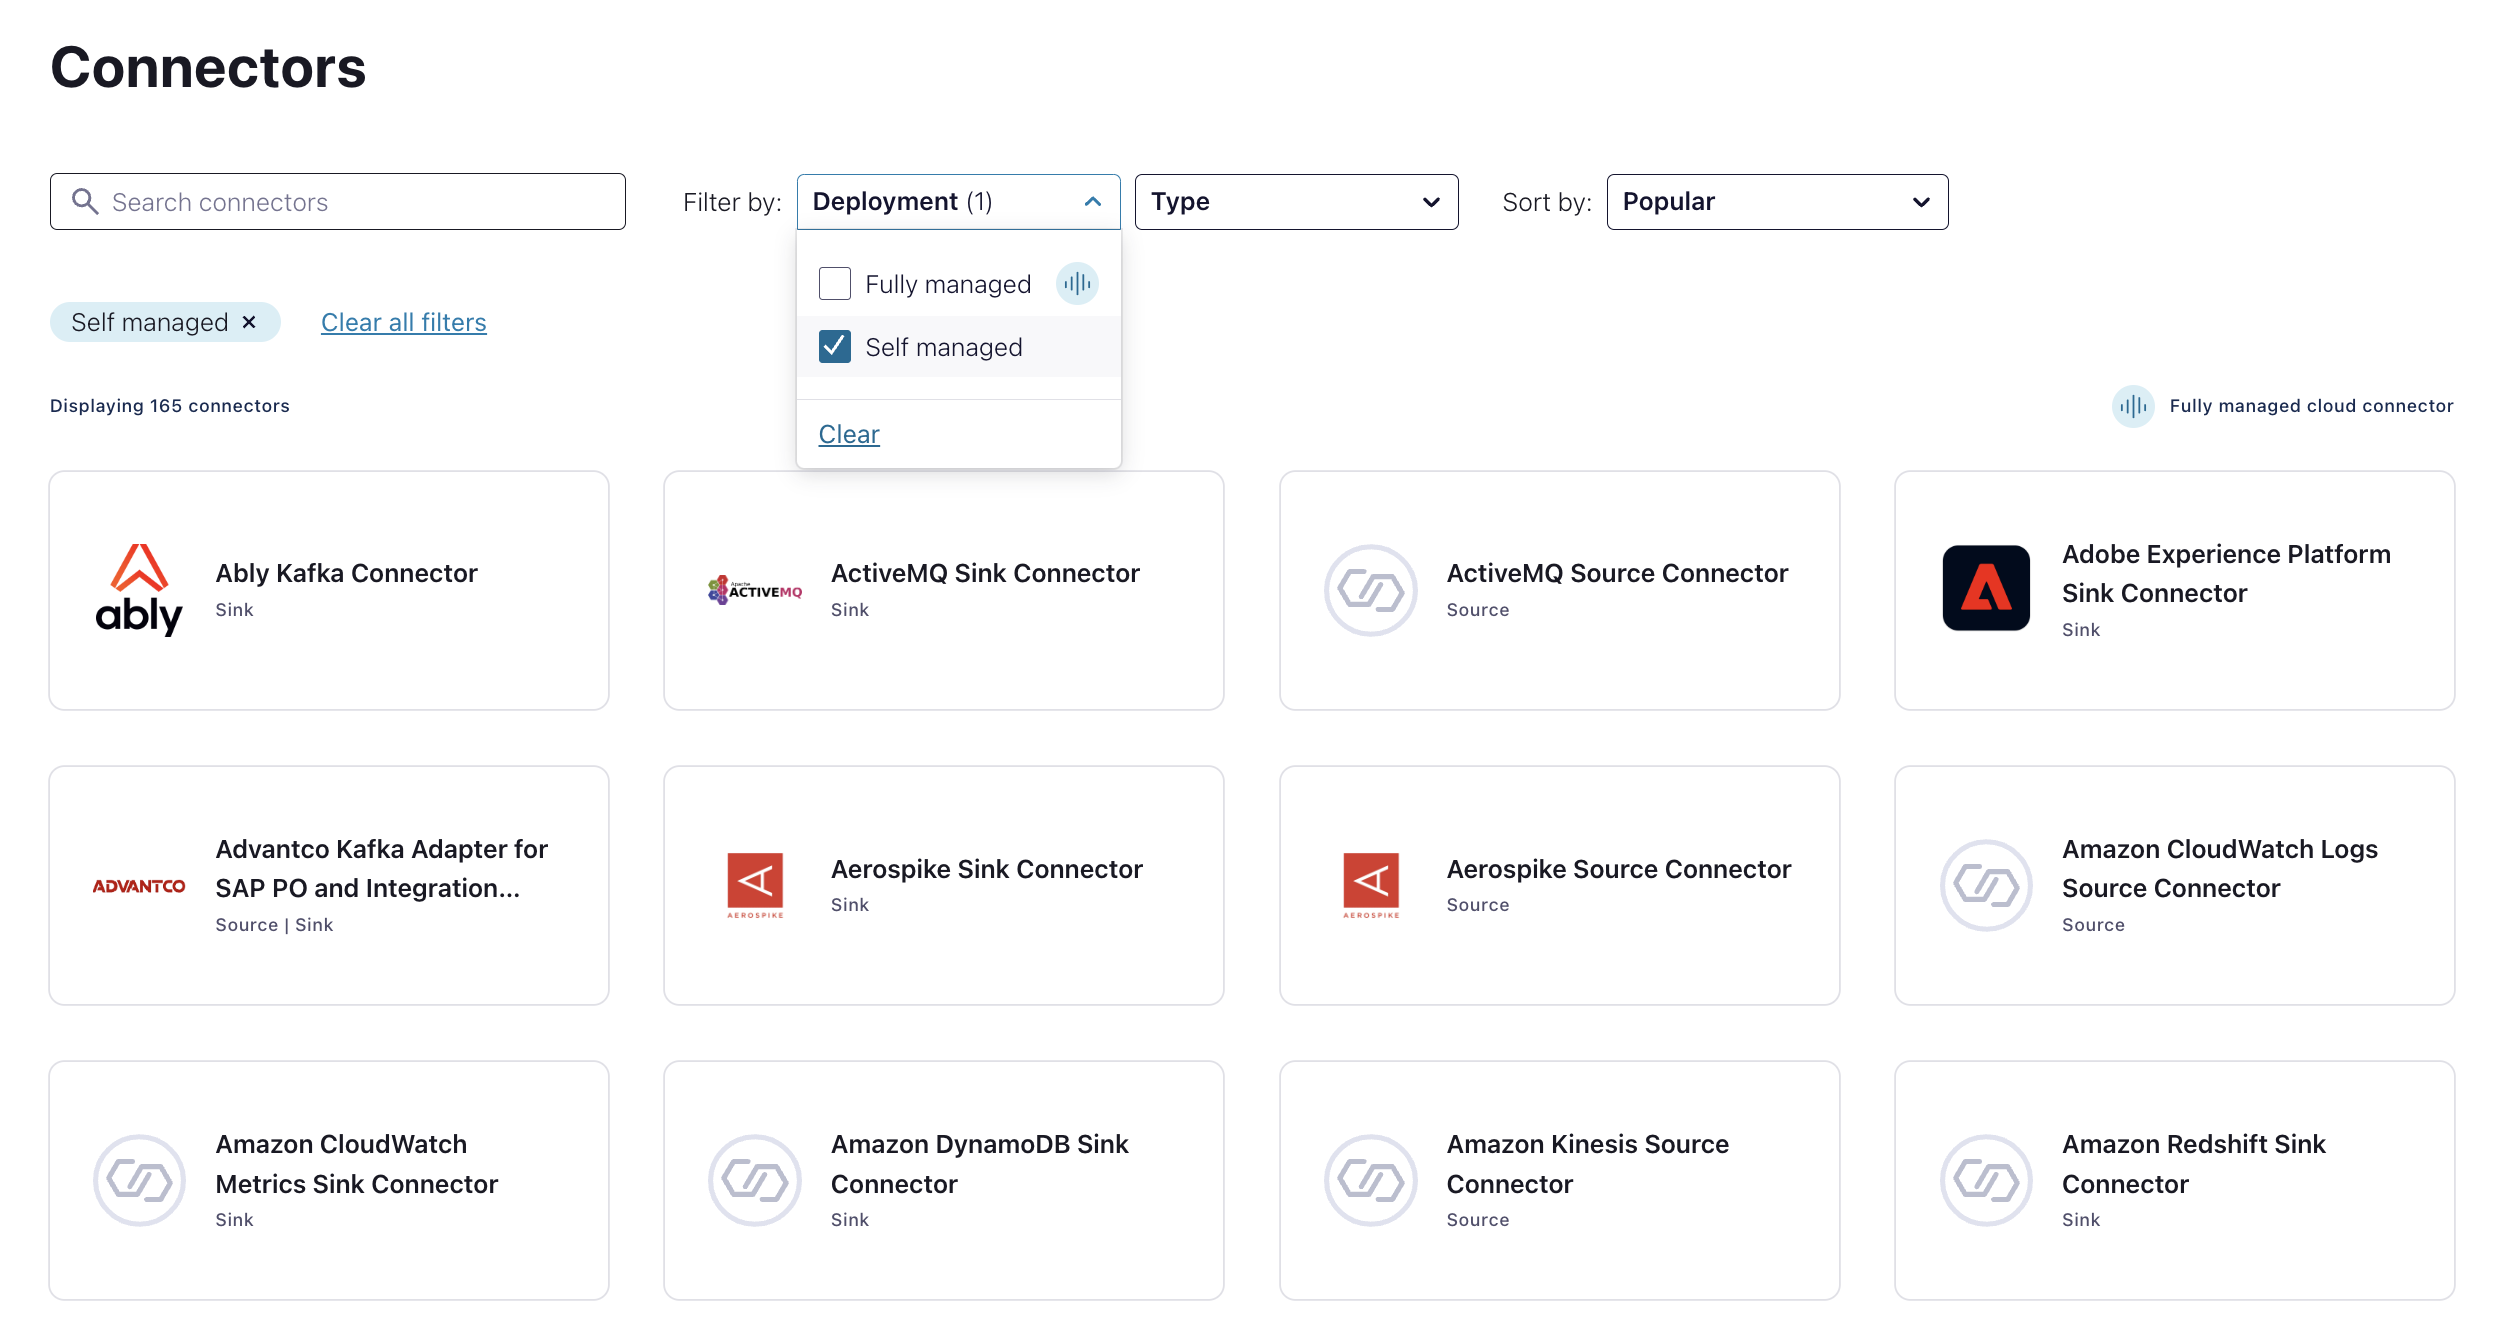 Connectors
Search connectors
Filter by:
Deployment (1)
Type
Sort by:
Popular
Fully managed
Self managed
Clear
Self managed ×
Clear all filters
Displaying 165 connectors
Fully managed cloud connector
ably
Ably Kafka Connector
Sink
Apache
ACTIVEMQ
ActiveMQ Sink Connector
Sink
ActiveMQ Source Connector
Source
Adobe Experience Platform
Sink Connector
Sink
ADVANTCO
Advantco Kafka Adapter for
SAP PO and Integration...
Source | Sink
AEROSPIKE
Aerospike Sink Connector
Sink
AEROSPIKE
Aerospike Source Connector
Source
Amazon CloudWatch Logs
Source Connector
Source
Amazon CloudWatch
Metrics Sink Connector
Sink
Amazon DynamoDB Sink
Connector
Sink
Amazon Kinesis Source
Connector
Source
Amazon Redshift Sink
Connector
Sink